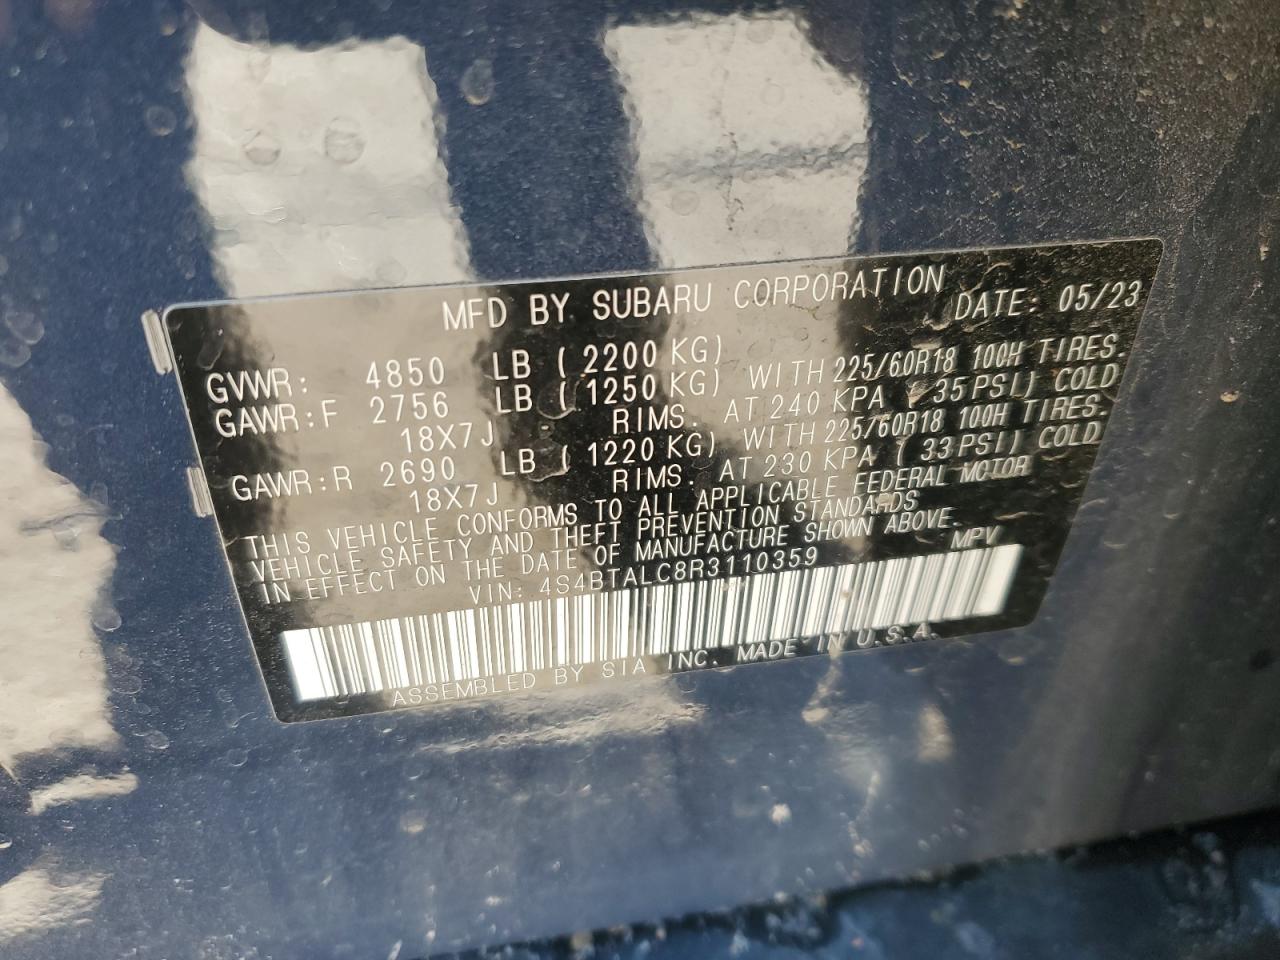 MFD BY SUBARU CORPORATION DATE: 05/23
GVWR: 4850 LB ( 2200 KG)
GAWR:F 2756 LB ( 1250 KG) WITH 225/60R18 100H TIRES.
18X7J RIMS. AT 240 KPA ( 35 PSI) COLD
GAWR:R 2690 LB ( 1220 KG) WITH 225/60R18 100H TIRES.
18X7J RIMS. AT 230 KPA ( 33 PSI) COLD
THIS VEHICLE CONFORMS TO ALL APPLICABLE FEDERAL MOTOR
VEHICLE SAFETY AND THEFT PREVENTION STANDARDS
IN EFFECT ON THE DATE OF MANUFACTURE SHOWN ABOVE.
VIN: 4S4BTALC8R3110359 MPV
ASSEMBLED BY SIA INC. MADE IN U.S.A.